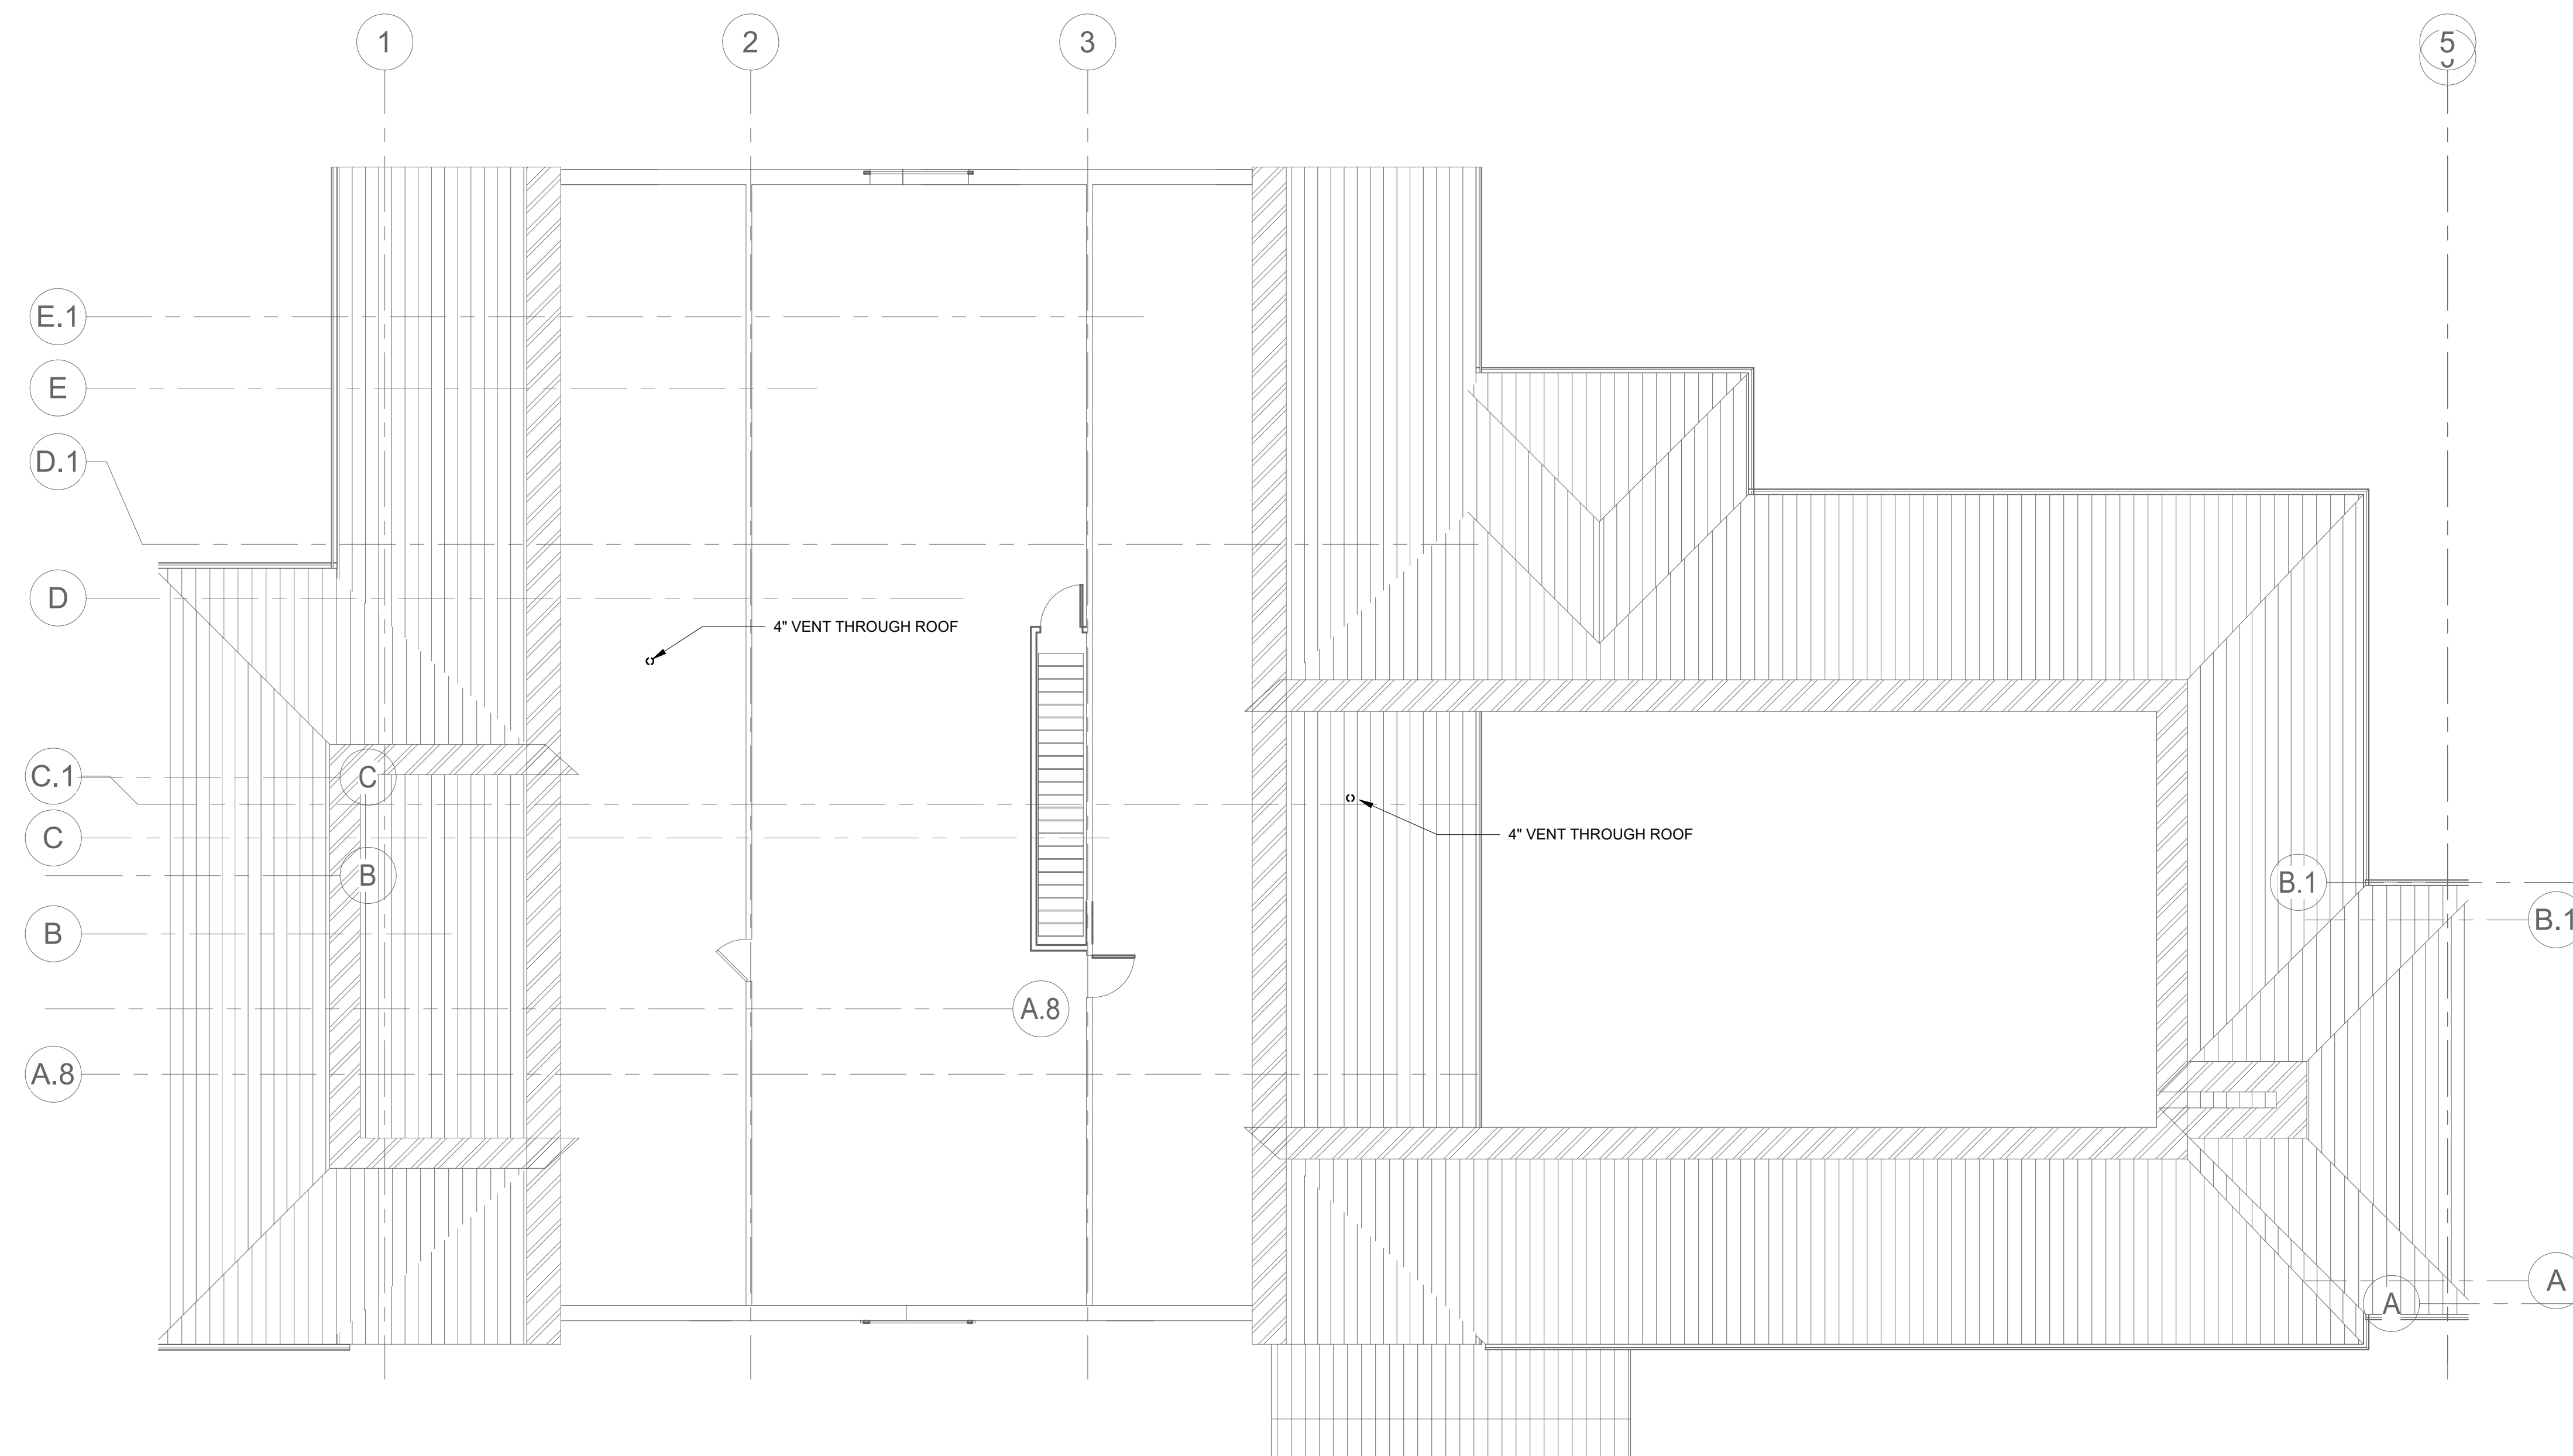 1
2
3
5
E.1
E
D.1
D
4" VENT THROUGH ROOF
C.1
C
C
4" VENT THROUGH ROOF
B
B.1
B
B.1
A.8
A.8
A
A